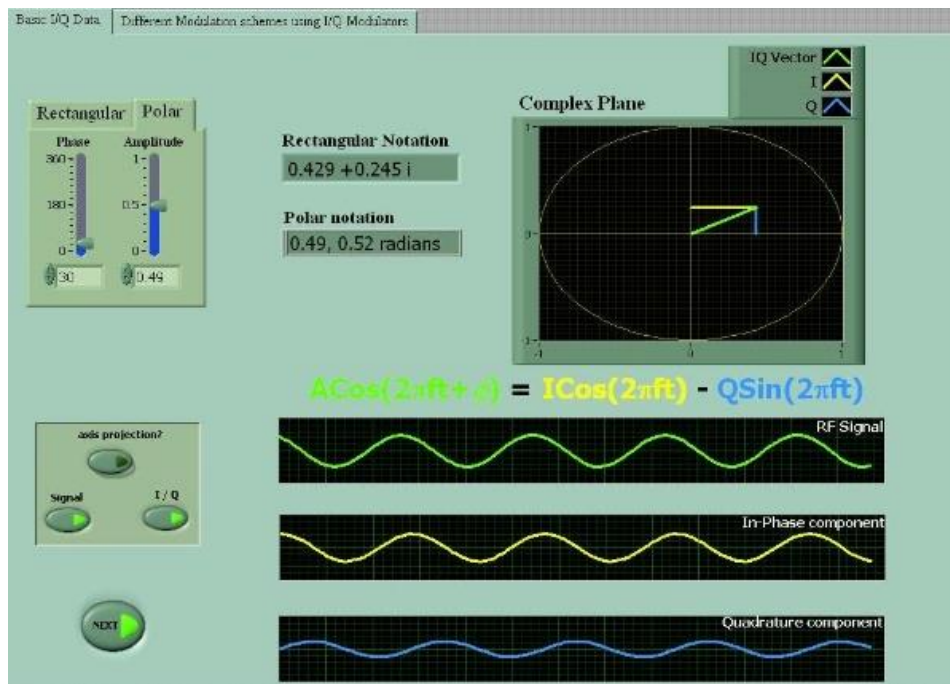 Basic I/Q Data
Different Modulation schemes using I/Q Modulators
IQ Vector
I
Q
Rectangular
Polar
Phase
Amplitude
360
180
0
1
0.5
0
30
0.49
Rectangular Notation
0.429 +0.245 i
Polar notation
0.49, 0.52 radians
Complex Plane
1
0
-1
-1
0
1
ACos(2πft+ϕ) = ICos(2πft) - QSin(2πft)
RF Signal
axis projection?
Signal
I / Q
In-Phase component
NEXT
Quadrature component